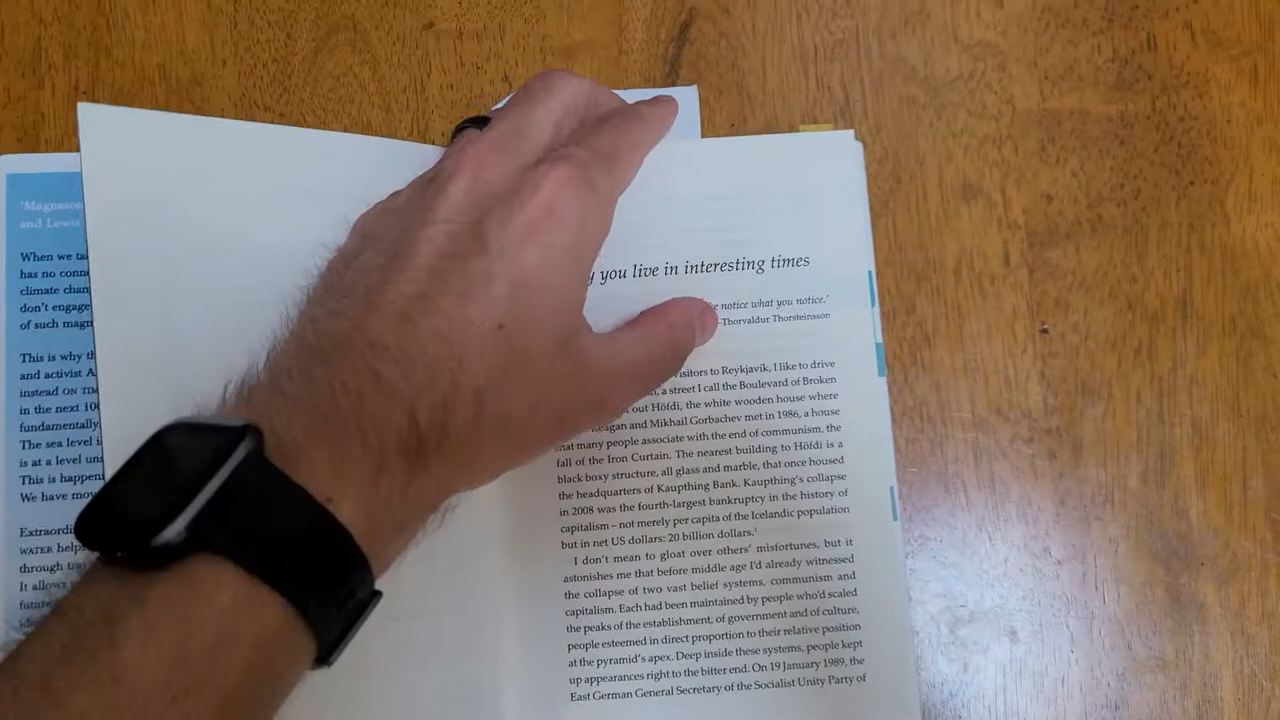 'Magnason
and Lewis
When we ta
has no conn
climate chan
don't engage
of such magn
This is why th
and activist A
instead ON TIM
in the next 10
fundamentally.
The sea level i
is at a level uns
This is happen
We have mov
Extraordi
WATER helps
through
It allows
future
you live in interesting times
notice what you notice.'
–Thorvaldur Thorsteinsson
visitors to Reykjavík, I like to drive
a street I call the Boulevard of Broken
out Höfdi, the white wooden house where
Reagan and Mikhail Gorbachev met in 1986, a house
that many people associate with the end of communism, the
fall of the Iron Curtain. The nearest building to Höfdi is a
black boxy structure, all glass and marble, that once housed
the headquarters of Kaupthing Bank. Kaupthing's collapse
in 2008 was the fourth-largest bankruptcy in the history of
capitalism – not merely per capita of the Icelandic population
but in net US dollars: 20 billion dollars.¹
I don't mean to gloat over others' misfortunes, but it
astonishes me that before middle age I'd already witnessed
the collapse of two vast belief systems, communism and
capitalism. Each had been maintained by people who'd scaled
the peaks of the establishment, of government and of culture,
people esteemed in direct proportion to their relative position
at the pyramid's apex. Deep inside these systems, people kept
up appearances right to the bitter end. On 19 January 1989, the
East German General Secretary of the Socialist Unity Party of